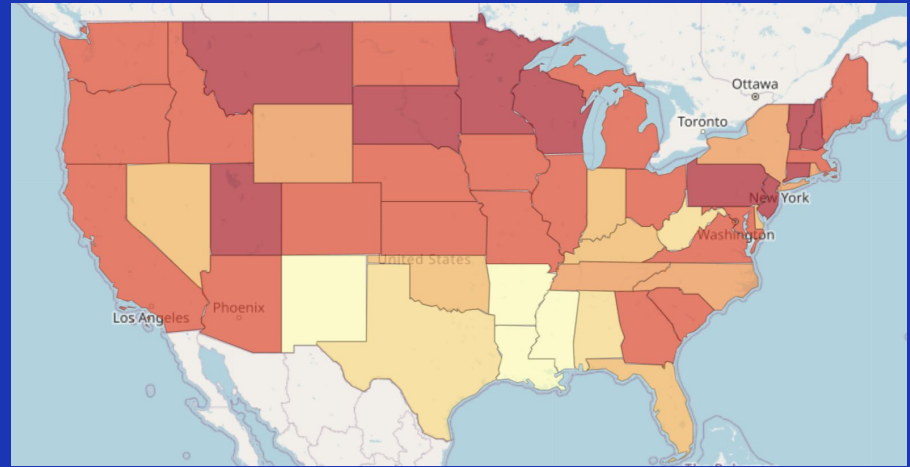 Ottawa
Toronto
New York
Washington
United States
Phoenix
Los Angeles